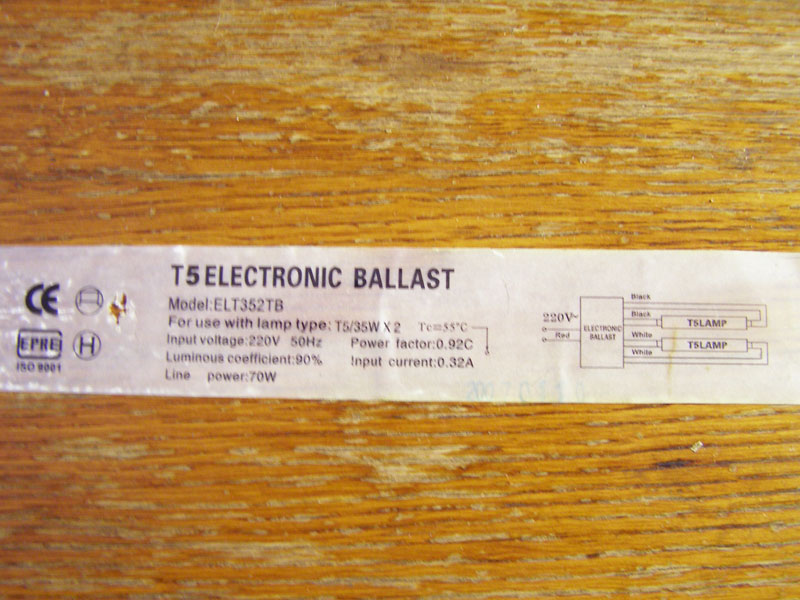 T5 ELECTRONIC BALLAST
CE
Model:ELT352TB
For use with lamp type: T5/35W X 2 Tc=55°C
Input voltage:220V 50Hz Power factor:0.92C
Luminous coefficient:90% Input current:0.32A
Line power:70W
EPRE
H
ISO 9001
220V~
Red
ELECTRONIC
BALLAST
Black
Black
White
White
T5LAMP
T5LAMP